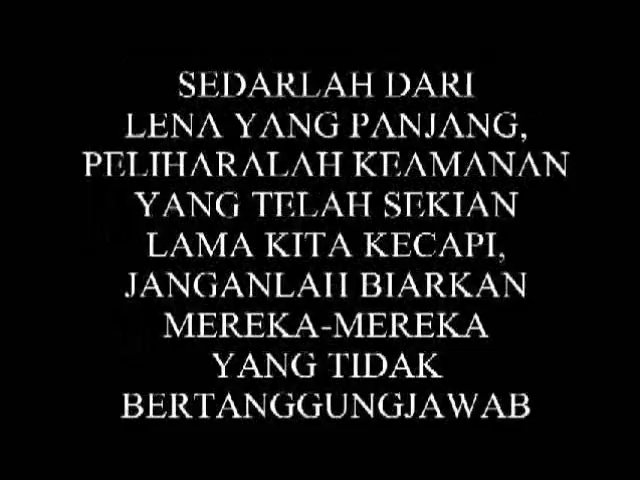 SEDARLAH DARI
LENA YANG PANJANG,
PELIHARALAH KEAMANAN
YANG TELAH SEKIAN
LAMA KITA KECAPI,
JANGANLAH BIARKAN
MEREKA-MEREKA
YANG TIDAK
BERTANGGUNGJAWAB